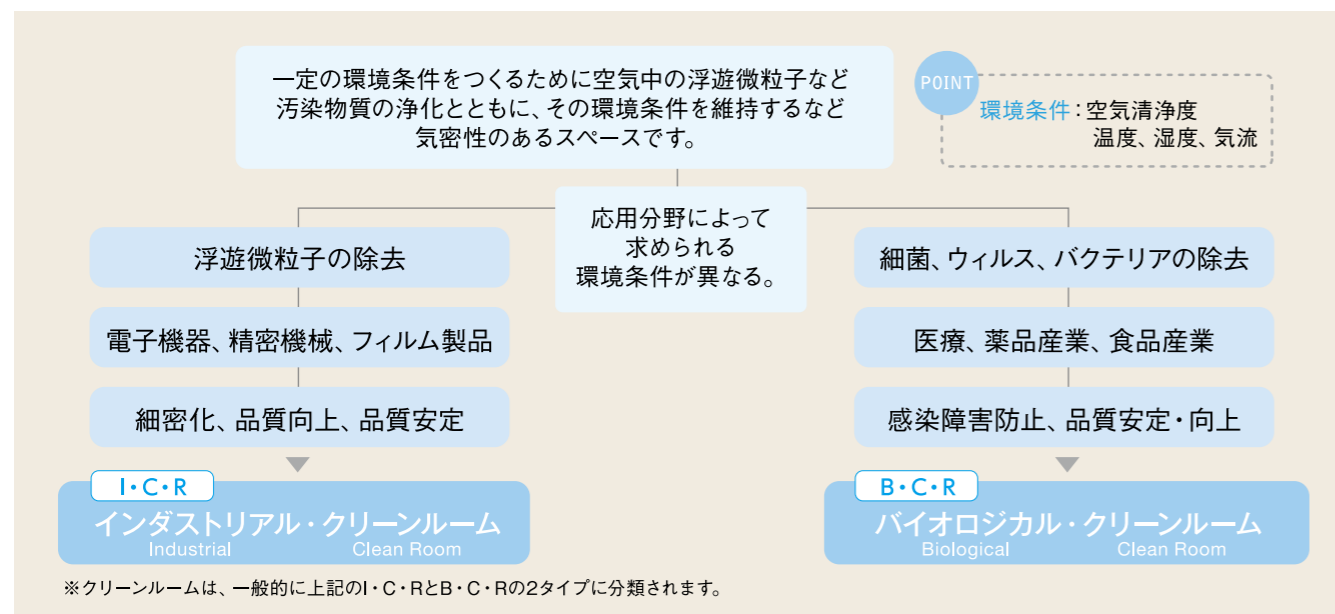 一定の環境条件をつくるために空気中の浮遊微粒子など
汚染物質の浄化とともに、その環境条件を維持するなど
気密性のあるスペースです。
POINT
環境条件：空気清浄度
温度、湿度、気流
応用分野によって
求められる
環境条件が異なる。
浮遊微粒子の除去
電子機器、精密機械、フィルム製品
細密化、品質向上、品質安定
I・C・R
インダストリアル・クリーンルーム
Industrial Clean Room
細菌、ウィルス、バクテリアの除去
医療、薬品産業、食品産業
感染障害防止、品質安定・向上
B・C・R
バイオロジカル・クリーンルーム
Biological Clean Room
※クリーンルームは、一般的に上記のI・C・RとB・C・Rの2タイプに分類されます。